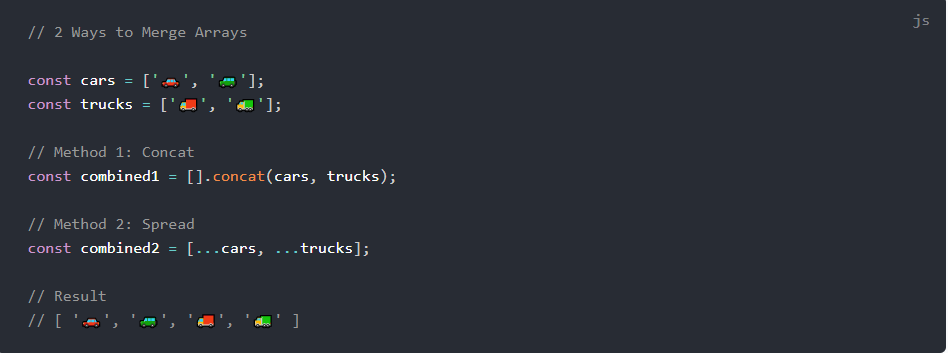 js
// 2 Ways to Merge Arrays
const cars = ['🚗', '🚙'];
const trucks = ['🚚', '🚛'];
// Method 1: Concat
const combined1 = [].concat(cars, trucks);
// Method 2: Spread
const combined2 = [...cars, ...trucks];
// Result
// [ '🚗', '🚙', '🚚', '🚛' ]